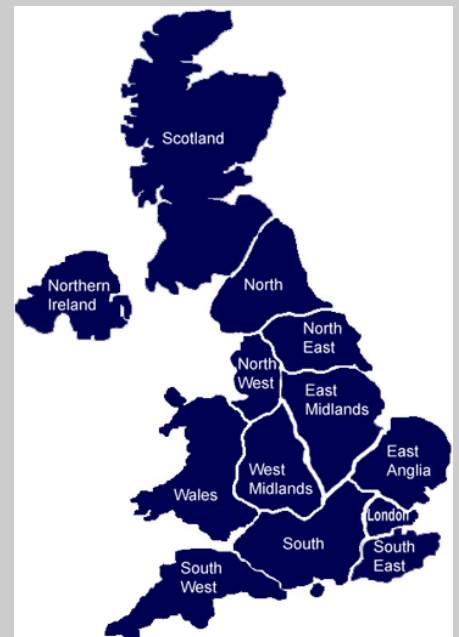 Scotland
Northern
Ireland
North
North
East
North
West
East
Midlands
East
Anglia
West
Midlands
Wales
London
South
South
East
South
West